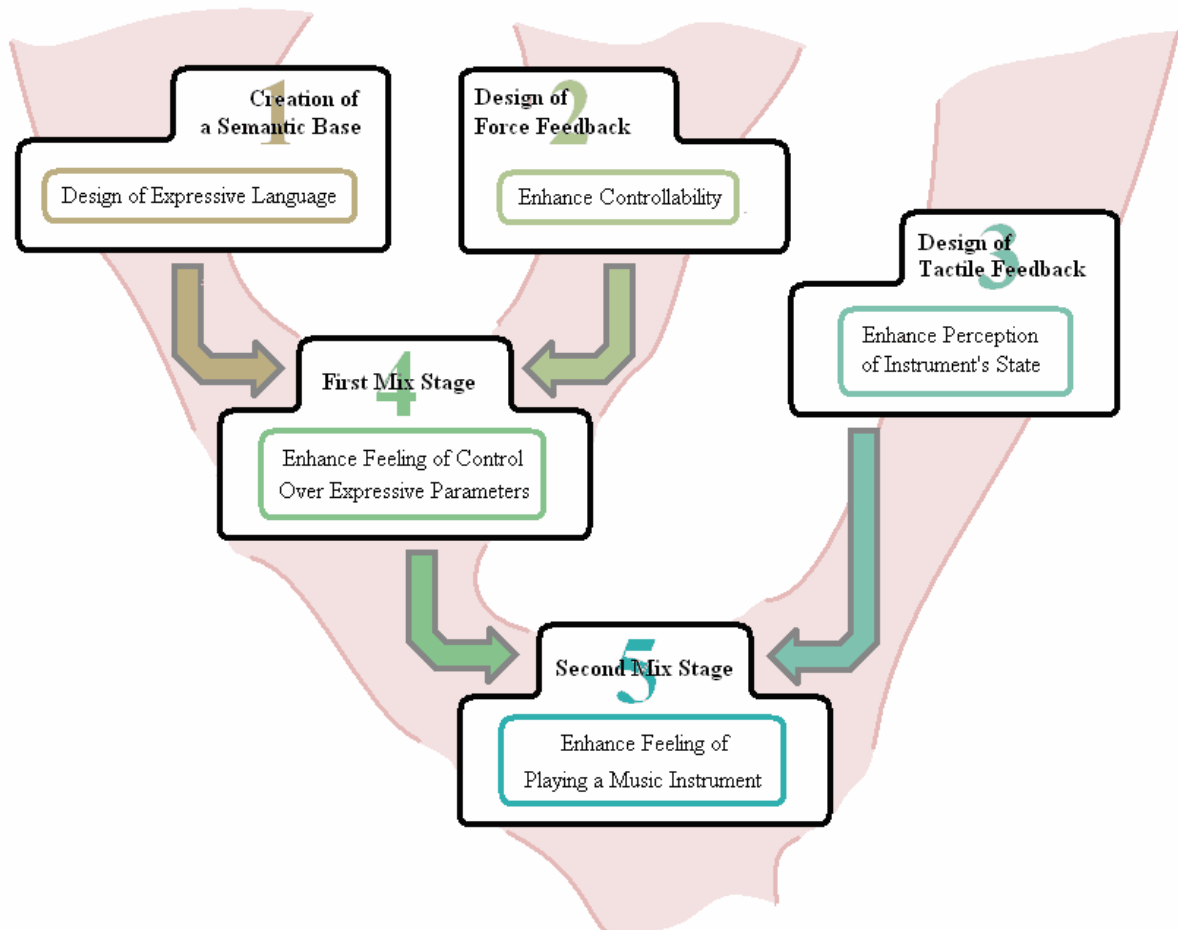 1
Creation of
a Semantic Base
Design of Expressive Language
2
Design of
Force Feedback
Enhance Controllability
3
Design of
Tactile Feedback
Enhance Perception
of Instrument's State
4
First Mix Stage
Enhance Feeling of Control
Over Expressive Parameters
5
Second Mix Stage
Enhance Feeling of
Playing a Music Instrument